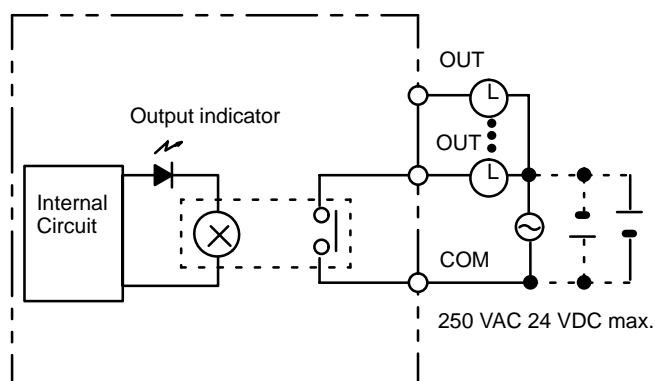 OUT
L
Output indicator
OUT
L
Internal
Circuit
COM
250 VAC 24 VDC max.